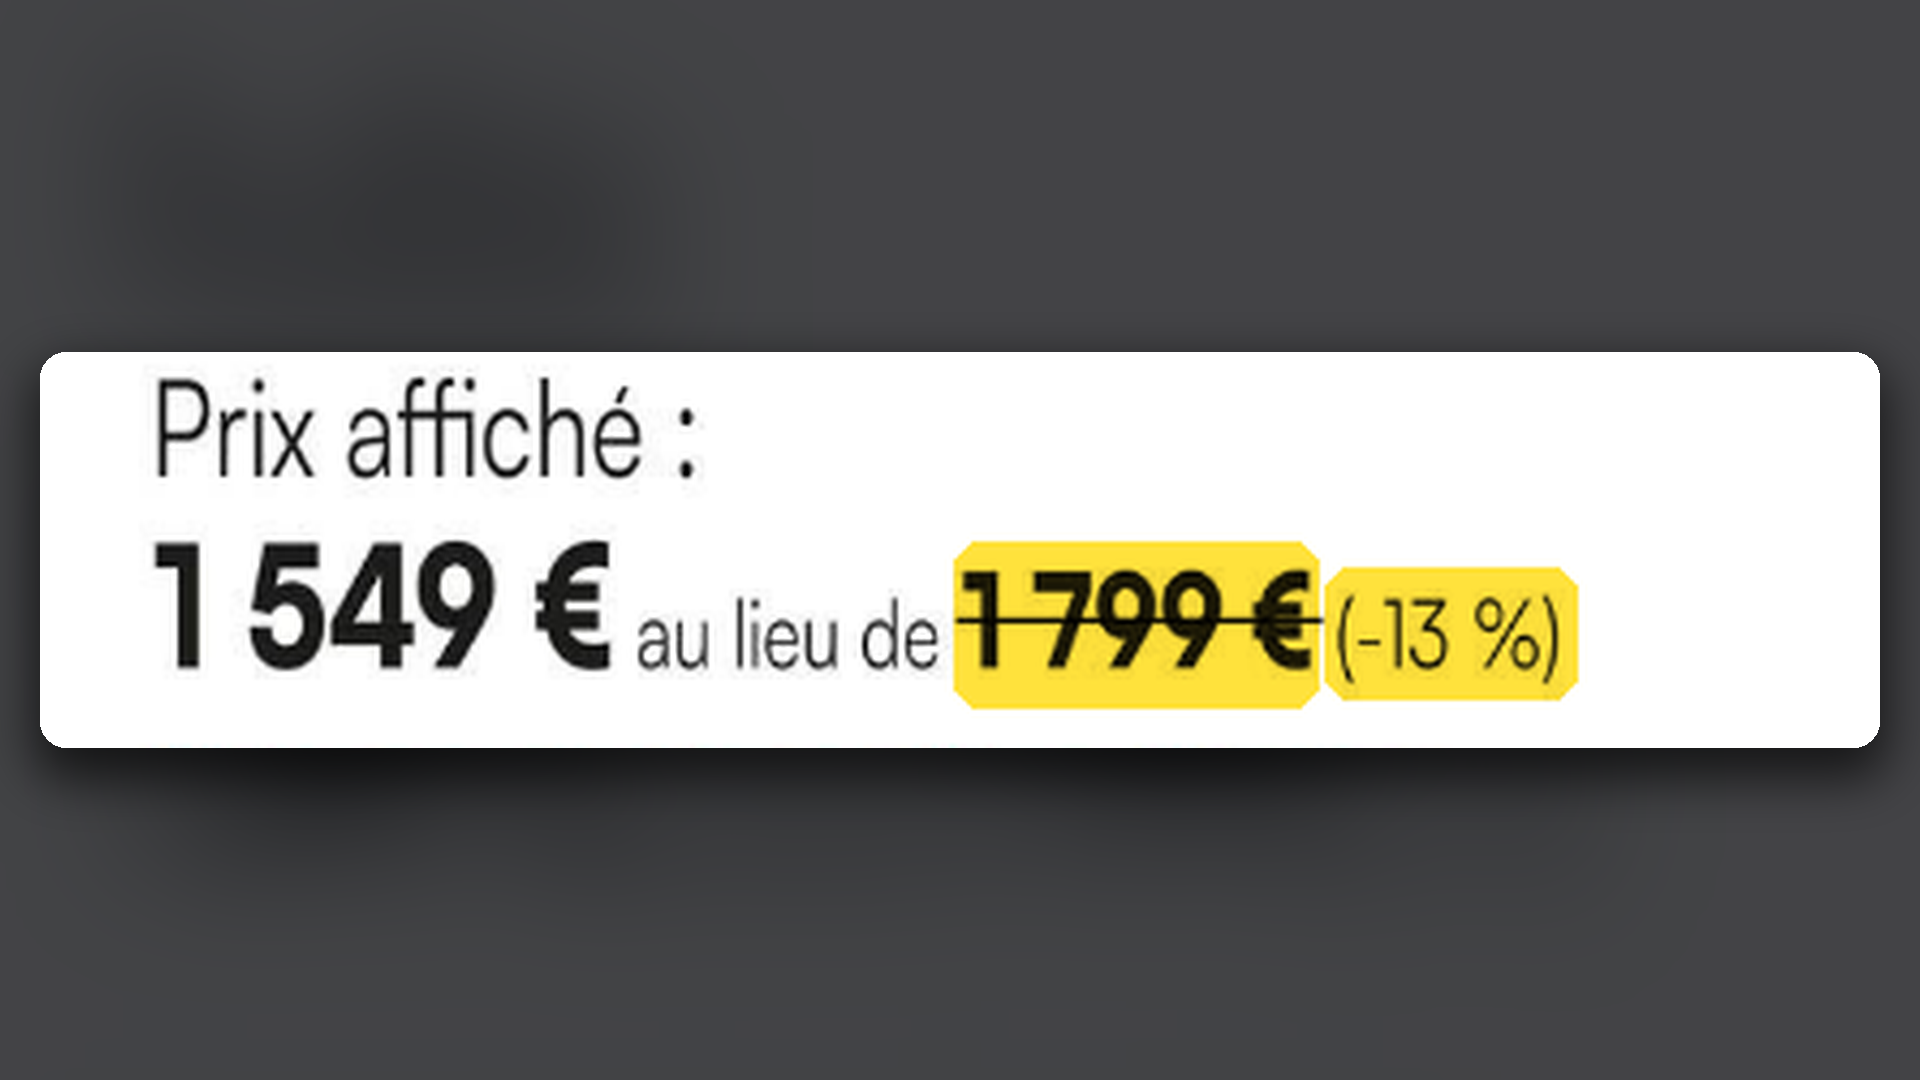 Prix affiché :
1 549 € au lieu de 1 799 € (-13 %)